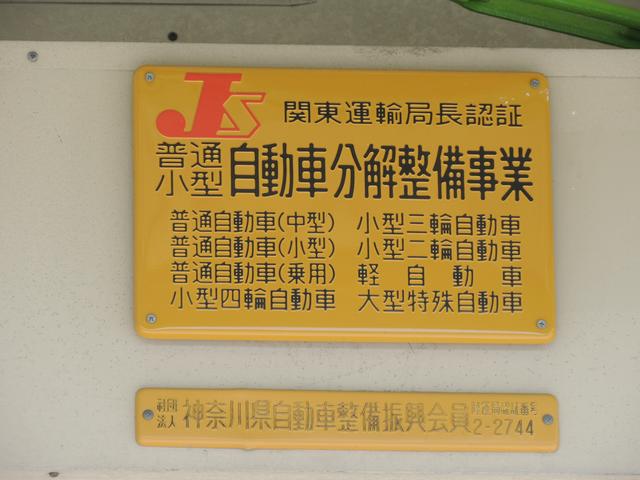 JS 関東運輸局長認証
普通
小型 自動車分解整備事業
普通自動車(中型) 小型三輪自動車
普通自動車(小型) 小型二輪自動車
普通自動車(乗用) 軽自動車
小型四輪自動車 大型特殊自動車
社団
法人 神奈川県自動車整備振興会員
2-2744